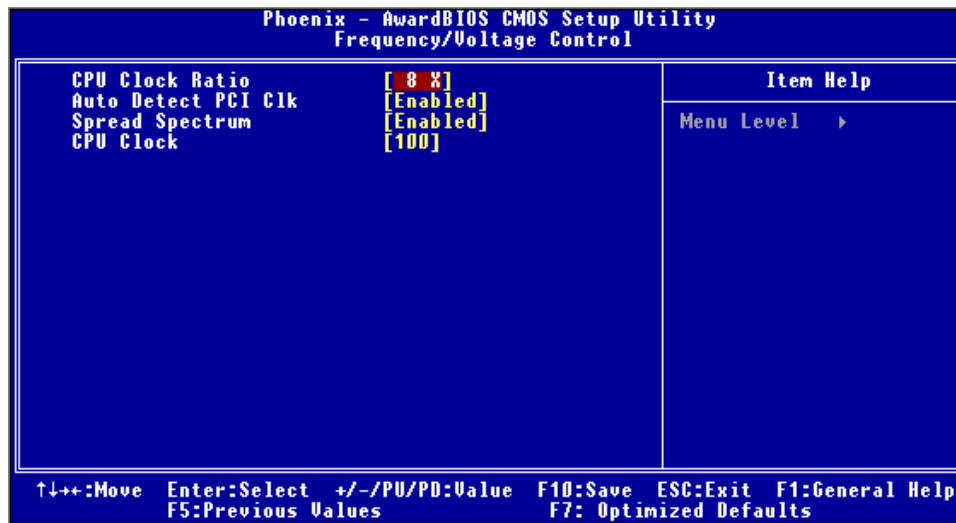 Phoenix - AwardBIOS CMOS Setup Utility
Frequency/Voltage Control
CPU Clock Ratio [ 8 X]
Auto Detect PCI Clk [Enabled]
Spread Spectrum [Enabled]
CPU Clock [100]
Item Help
Menu Level ▸
↑↓→←:Move Enter:Select +/-/PU/PD:Value F10:Save ESC:Exit F1:General Help
F5:Previous Values F7: Optimized Defaults